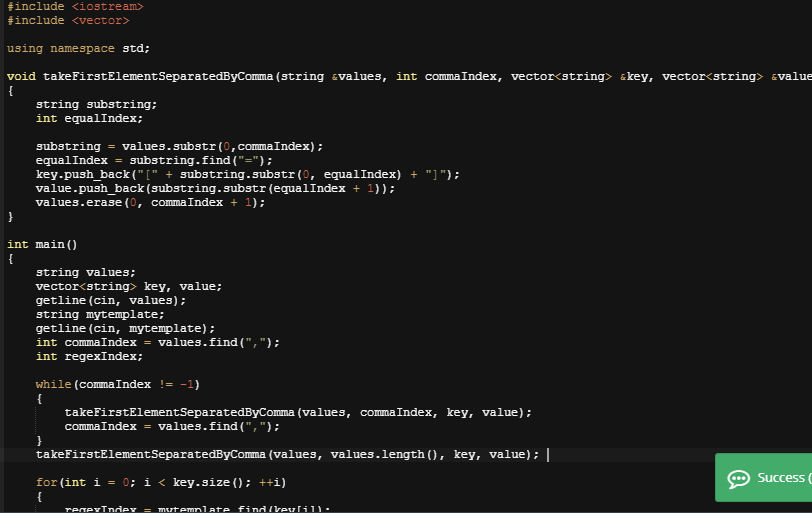 #include <iostream>
#include <vector>
using namespace std;
void takeFirstElementSeparatedByComma(string &values, int commaIndex, vector<string> &key, vector<string> &value
{
    string substring;
    int equalIndex;
    substring = values.substr(0,commaIndex);
    equalIndex = substring.find("=");
    key.push_back("[" + substring.substr(0, equalIndex) + "]");
    value.push_back(substring.substr(equalIndex + 1));
    values.erase(0, commaIndex + 1);
}
int main()
{
    string values;
    vector<string> key, value;
    getline(cin, values);
    string mytemplate;
    getline(cin, mytemplate);
    int commaIndex = values.find(",");
    int regexIndex;
    while(commaIndex != -1)
    {
        takeFirstElementSeparatedByComma(values, commaIndex, key, value);
        commaIndex = values.find(",");
    }
    takeFirstElementSeparatedByComma(values, values.length(), key, value);
    for(int i = 0; i < key.size(); ++i)
    {
        regexIndex = mytemplate.find(key[i]);
Success (